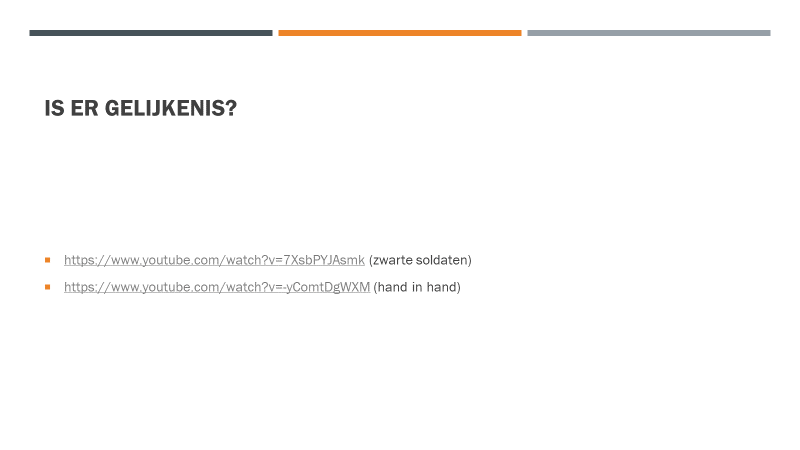 IS ER GELIJKENIS?
https://www.youtube.com/watch?v=7XsbPYJAsmk (zwarte soldaten)
https://www.youtube.com/watch?v=-yComtDgWXM (hand in hand)